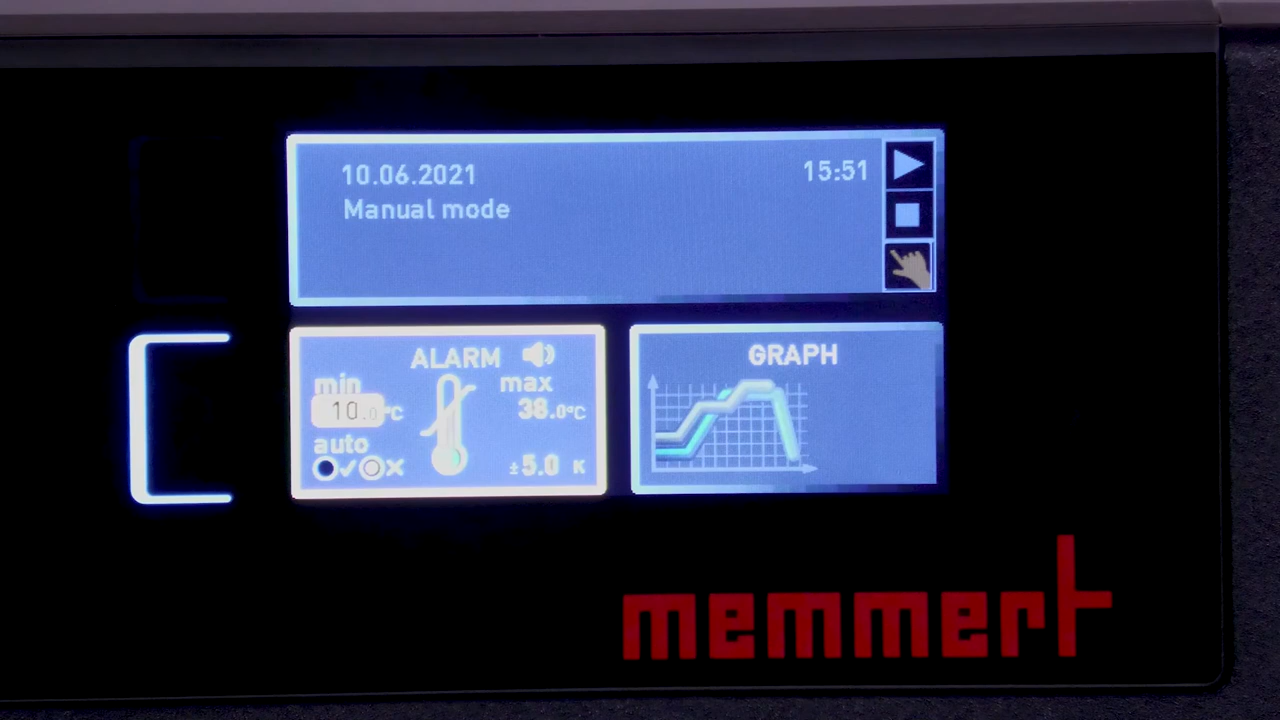 10.06.2021 15:51
Manual mode
ALARM
min max
10.0°C 38.0°C
auto
±5.0 K
GRAPH
memmert